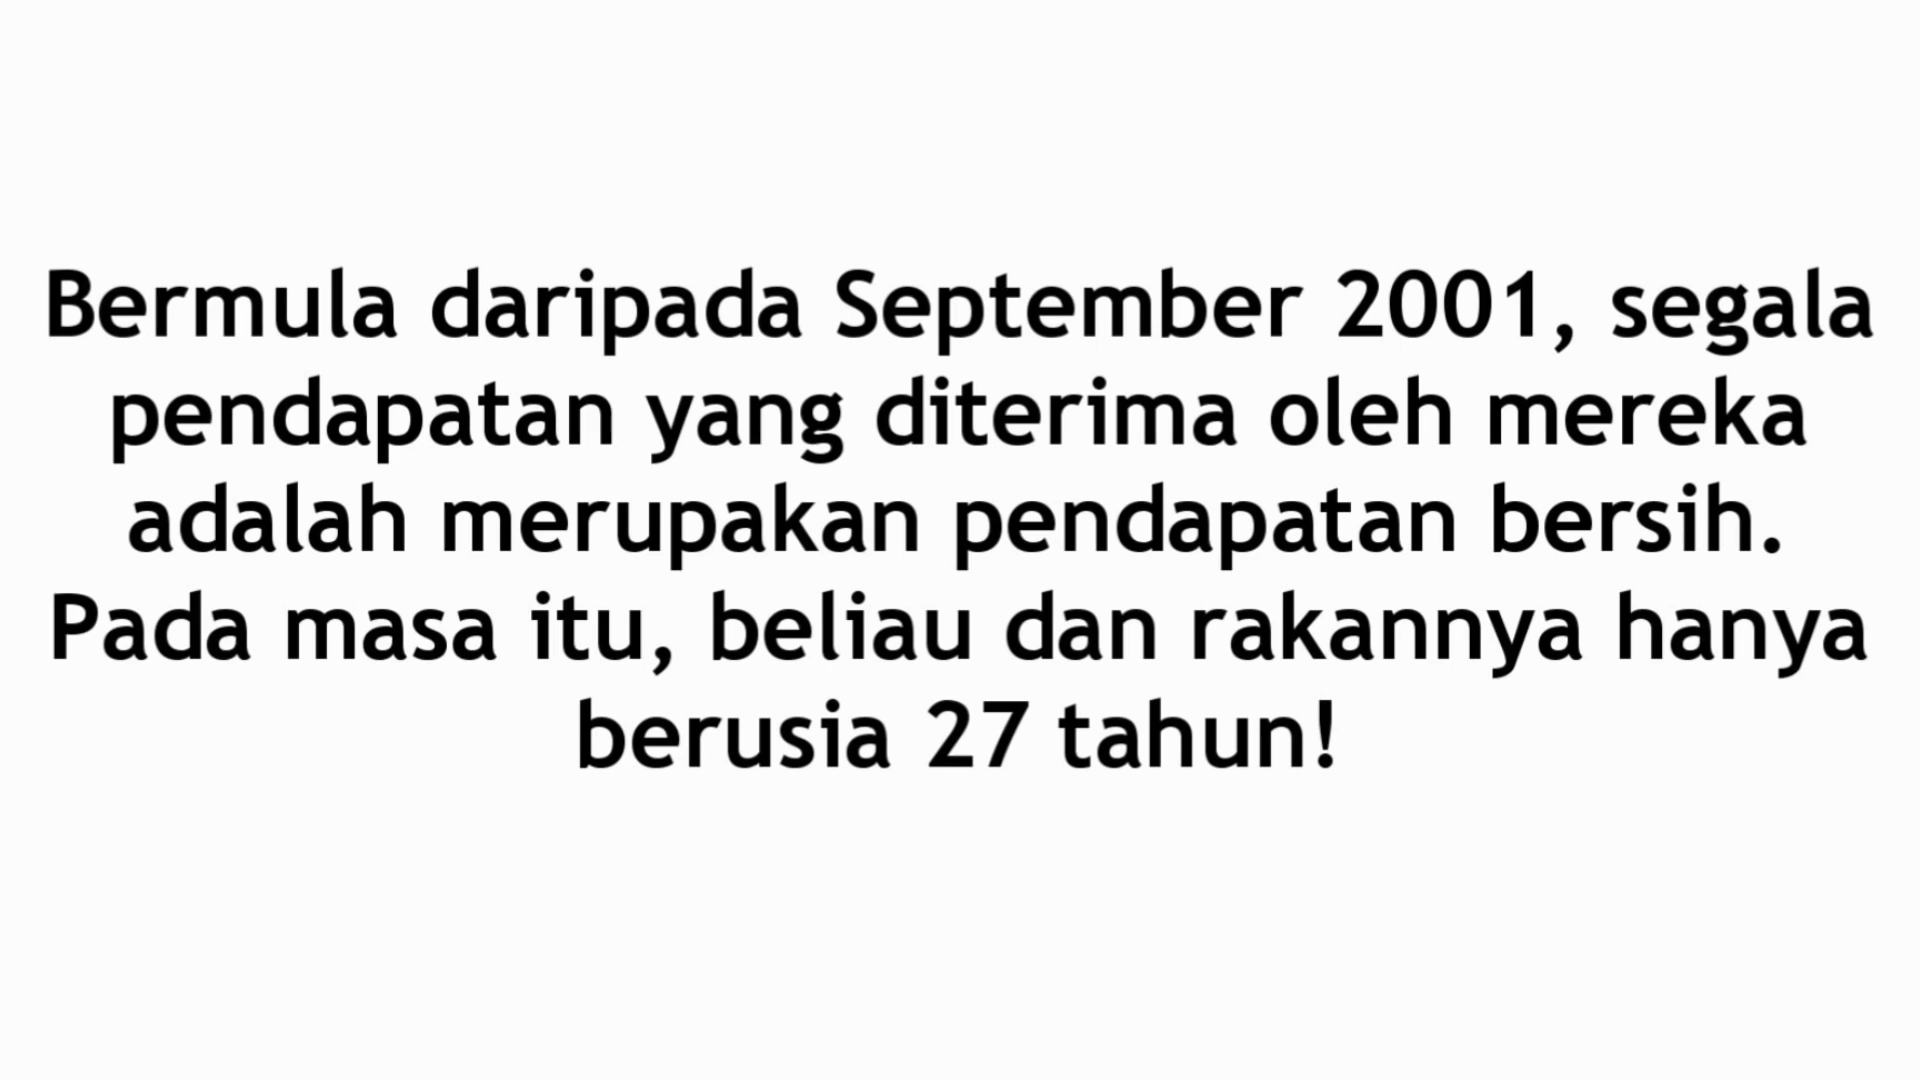 Bermula daripada September 2001, segala
pendapatan yang diterima oleh mereka
adalah merupakan pendapatan bersih.
Pada masa itu, beliau dan rakannya hanya
berusia 27 tahun!